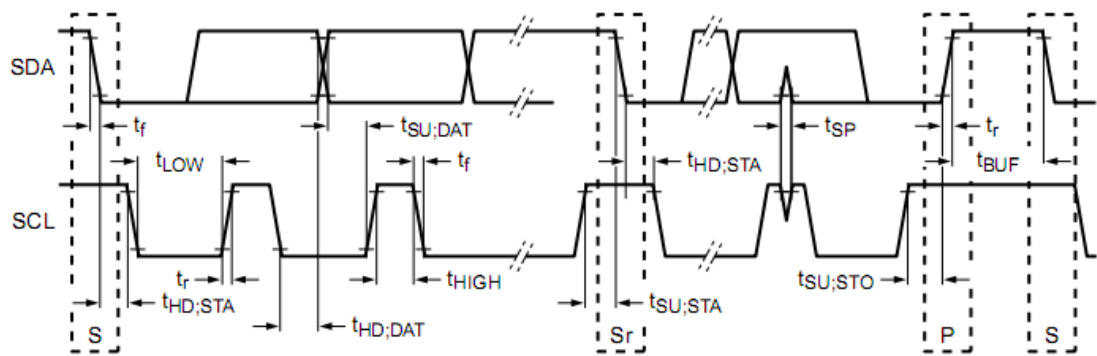 SDA
t_f
t_SU;DAT
t_SP
t_r
t_LOW
t_f
t_HD;STA
t_BUF
SCL
t_r
t_HIGH
t_SU;STA
t_SU;STO
t_HD;STA
t_HD;DAT
S
Sr
P
S